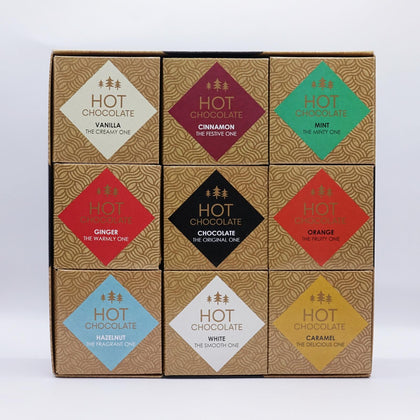 HOT
CHOCOLATE
VANILLA
THE CREAMY ONE
HOT
CHOCOLATE
CINNAMON
THE FESTIVE ONE
HOT
CHOCOLATE
MINT
THE MINTY ONE
HOT
CHOCOLATE
GINGER
THE WARMLY ONE
HOT
CHOCOLATE
CHOCOLATE
THE ORIGINAL ONE
HOT
CHOCOLATE
ORANGE
THE FRUITY ONE
HOT
CHOCOLATE
HAZELNUT
THE FRAGRANT ONE
HOT
CHOCOLATE
WHITE
THE SMOOTH ONE
HOT
CHOCOLATE
CARAMEL
THE DELICIOUS ONE